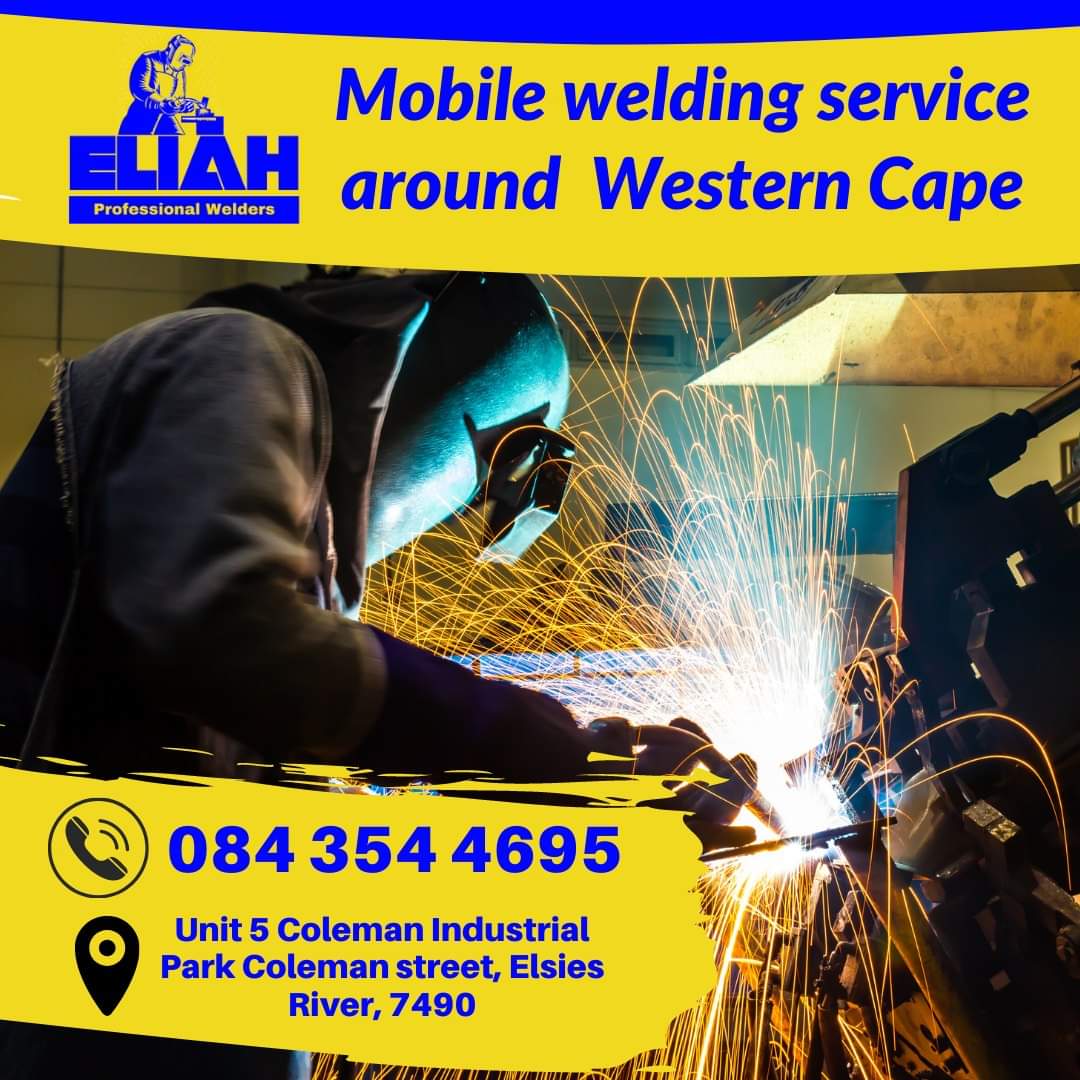 ELIAH
Professional Welders
Mobile welding service
around Western Cape
084 354 4695
Unit 5 Coleman Industrial
Park Coleman street, Elsies
River, 7490